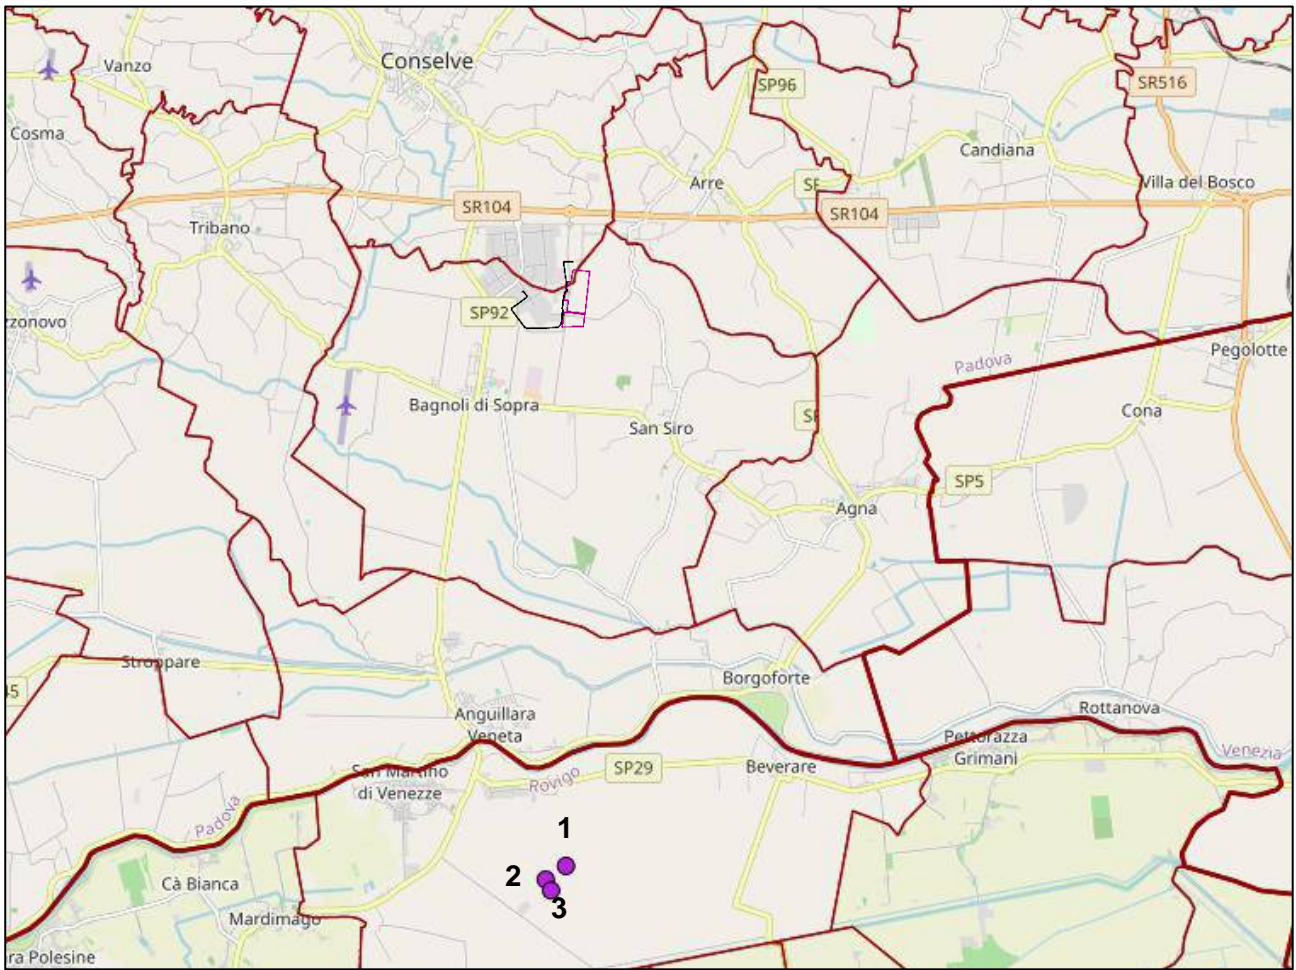 Vanzo
Conselve
SP96
SR516
Cosma
Candiana
Arre
Villa del Bosco
SR104
SR104
Tribano
SP92
zzonovo
Padova
Pegolotte
Bagnoli di Sopra
Cona
San Siro
SP5
Agna
Stroppare
45
Borgoforte
Anguillara
Veneta
Rottanova
Pettorazza
Grimani
Venezia
San Martino
di Venezze
Rovigo
SP29
Beverare
Padova
1
2
3
Cà Bianca
Mardimago
ra Polesine